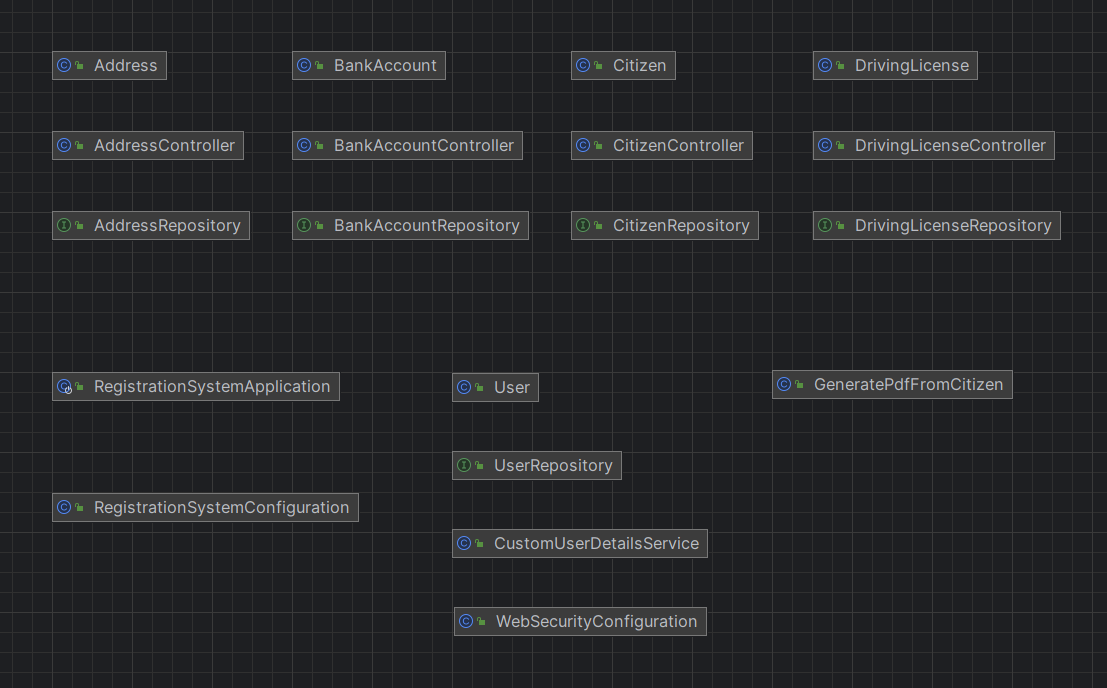 Address
BankAccount
Citizen
DrivingLicense
AddressController
BankAccountController
CitizenController
DrivingLicenseController
AddressRepository
BankAccountRepository
CitizenRepository
DrivingLicenseRepository
RegistrationSystemApplication
User
GeneratePdfFromCitizen
UserRepository
RegistrationSystemConfiguration
CustomUserDetailsService
WebSecurityConfiguration